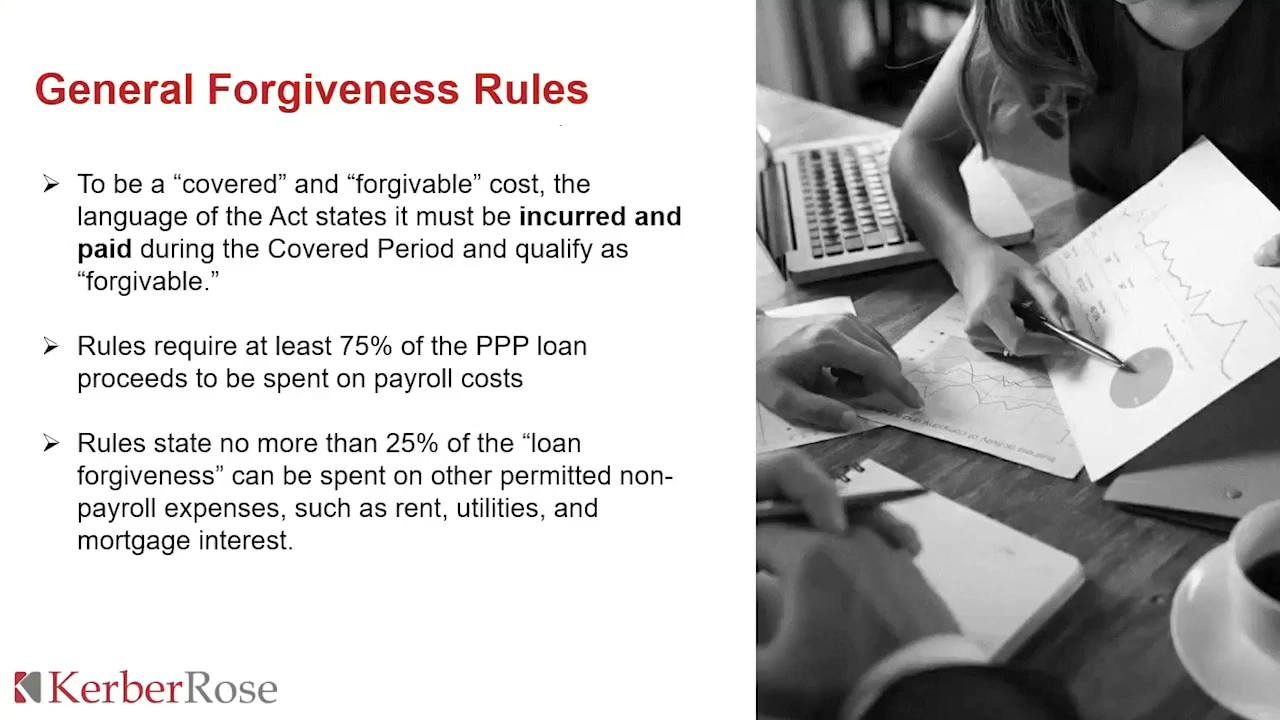 General Forgiveness Rules
➢ To be a “covered” and “forgivable” cost, the
language of the Act states it must be incurred and
paid during the Covered Period and qualify as
“forgivable.”
➢ Rules require at least 75% of the PPP loan
proceeds to be spent on payroll costs
➢ Rules state no more than 25% of the “loan
forgiveness” can be spent on other permitted non-
payroll expenses, such as rent, utilities, and
mortgage interest.
KerberRose